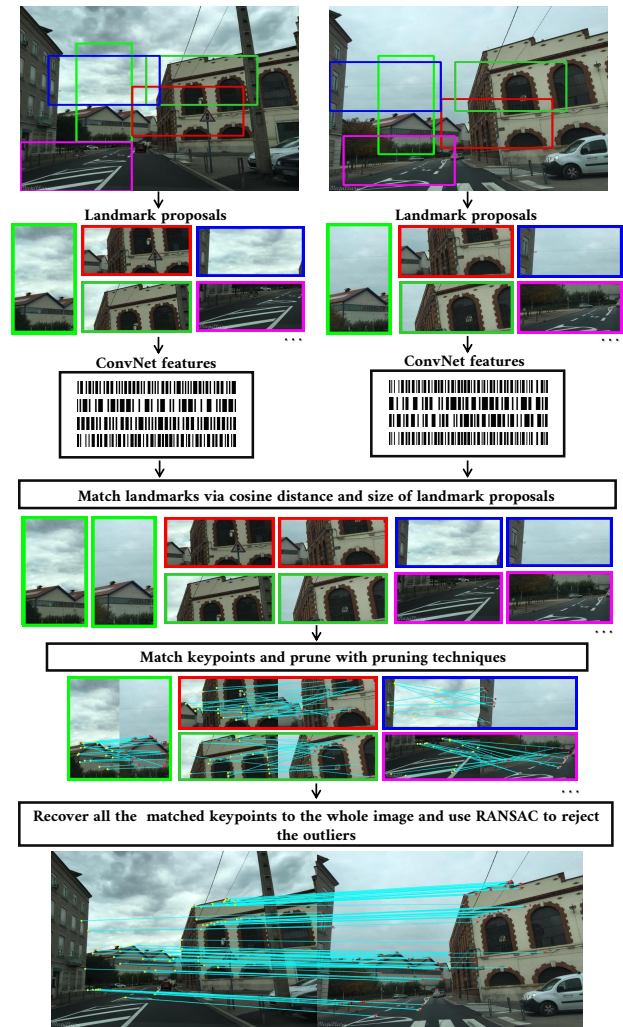 Landmark proposals
Landmark proposals
...
...
ConvNet features
ConvNet features
Match landmarks via cosine distance and size of landmark proposals
...
Match keypoints and prune with pruning techniques
...
Recover all the matched keypoints to the whole image and use RANSAC to reject
the outliers